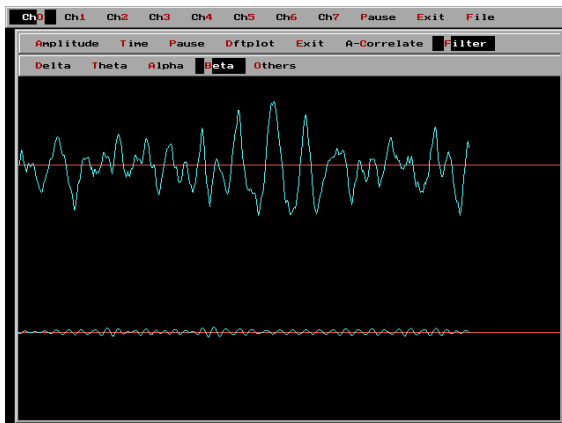 Ch0 Ch1 Ch2 Ch3 Ch4 Ch5 Ch6 Ch7 Pause Exit File
Amplitude Time Pause Dftplot Exit A-Correlate Filter
Delta Theta Alpha Beta Others